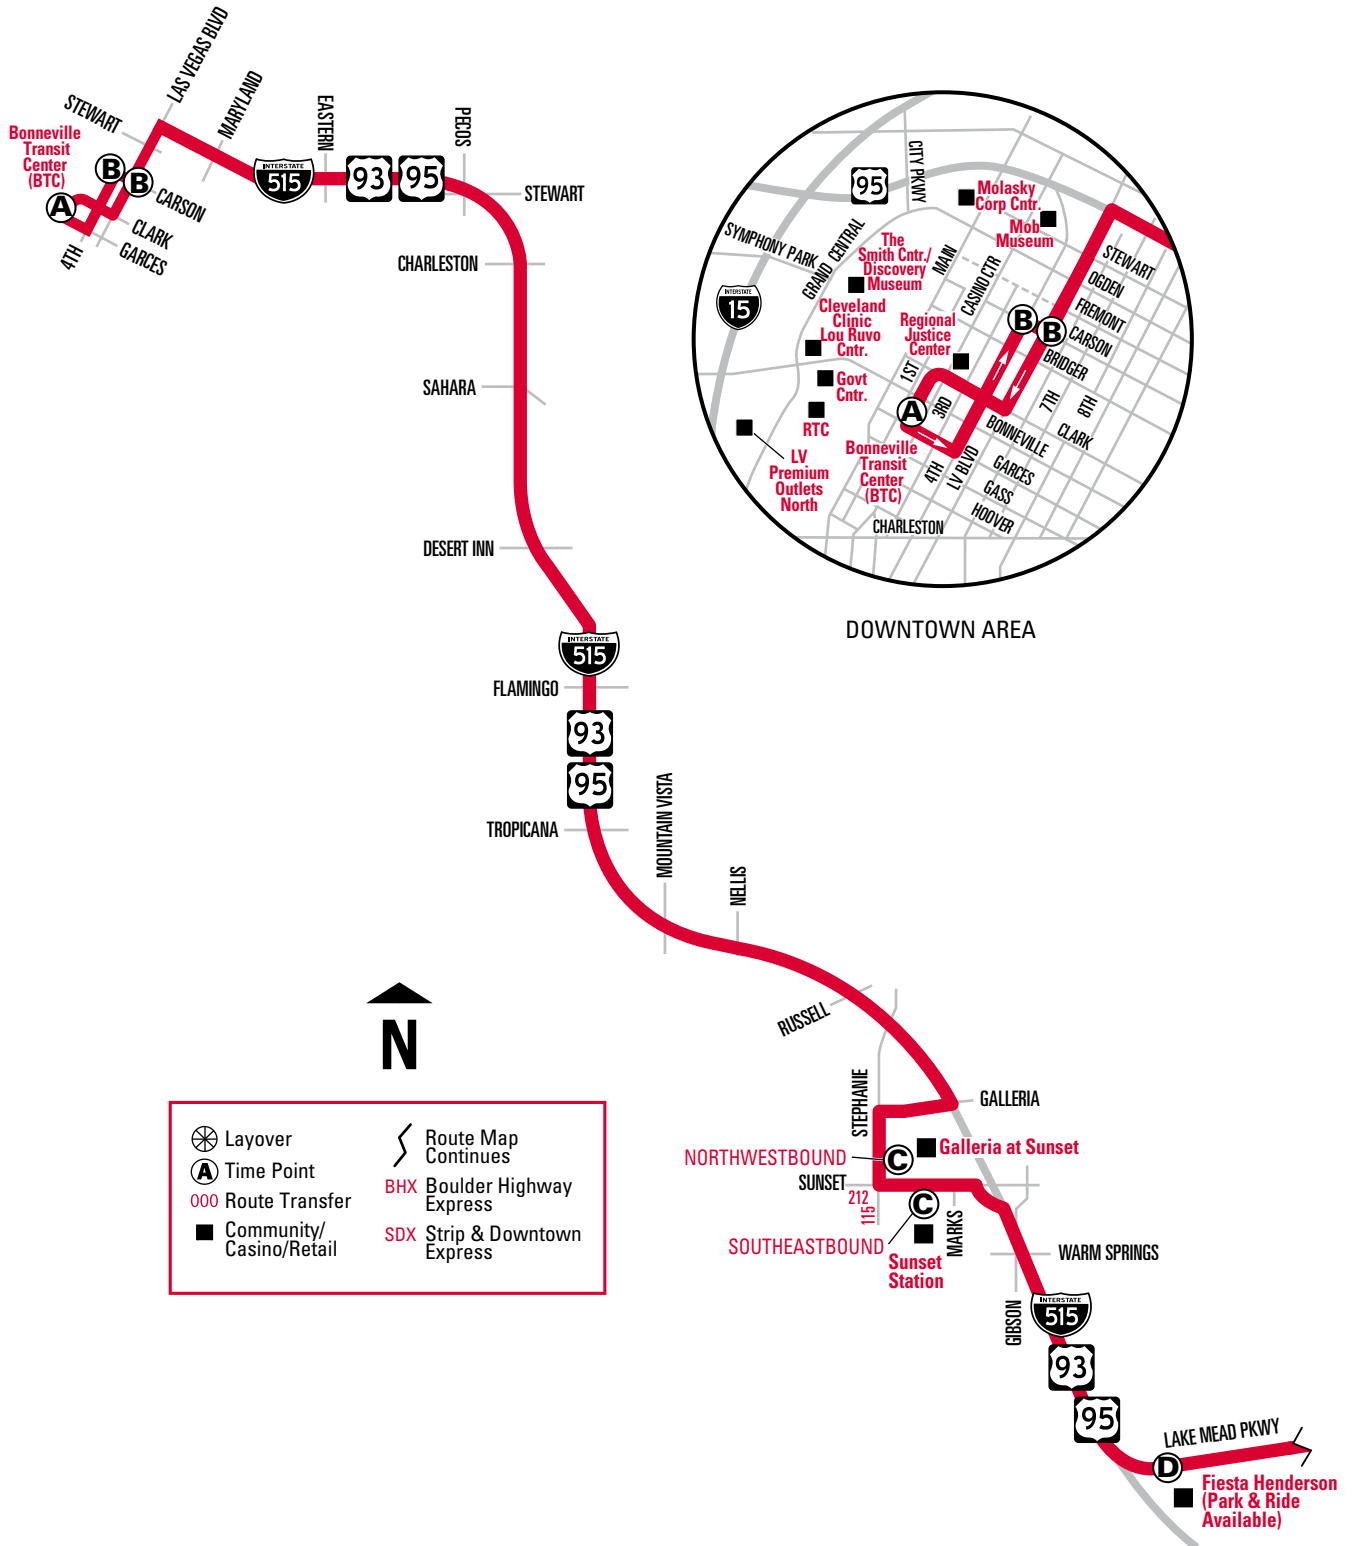 LAS VEGAS BLVD
STEWART
MARYLAND
EASTERN
PECOS
Bonneville
Transit
Center
(BTC)
B
B
A
INTERSTATE
515
93
95
STEWART
CARSON
CLARK
GARCES
4TH
CHARLESTON
SAHARA
DESERT INN
INTERSTATE
515
FLAMINGO
93
95
TROPICANA
MOUNTAIN VISTA
NELLIS
RUSSELL
STEPHANIE
GALLERIA
NORTHWESTBOUND
C
Galleria at Sunset
SUNSET
212
115
C
MARKS
SOUTHEASTBOUND
Sunset
Station
WARM SPRINGS
GIBSON
INTERSTATE
515
93
95
LAKE MEAD PKWY
D
Fiesta Henderson
(Park & Ride
Available)
95
CITY PKWY
Molasky
Corp Cntr.
Mob
Museum
SYMPHONY PARK
GRAND CENTRAL
The
Smith Cntr./
Discovery
Museum
MAIN
CASINO CTR
STEWART
OGDEN
FREMONT
CARSON
BRIDGER
INTERSTATE
15
Cleveland
Clinic
Lou Ruvo
Cntr.
Regional
Justice
Center
B
B
1ST
Govt
Cntr.
RTC
A
3RD
7TH
8TH
CLARK
BONNEVILLE
LV
Premium
Outlets
North
Bonneville
Transit
Center
(BTC)
4TH
LV BLVD
GARCES
GASS
HOOVER
CHARLESTON
DOWNTOWN AREA
N
Layover
A Time Point
000 Route Transfer
Community/
Casino/Retail
Route Map
Continues
BHX Boulder Highway
Express
SDX Strip & Downtown
Express